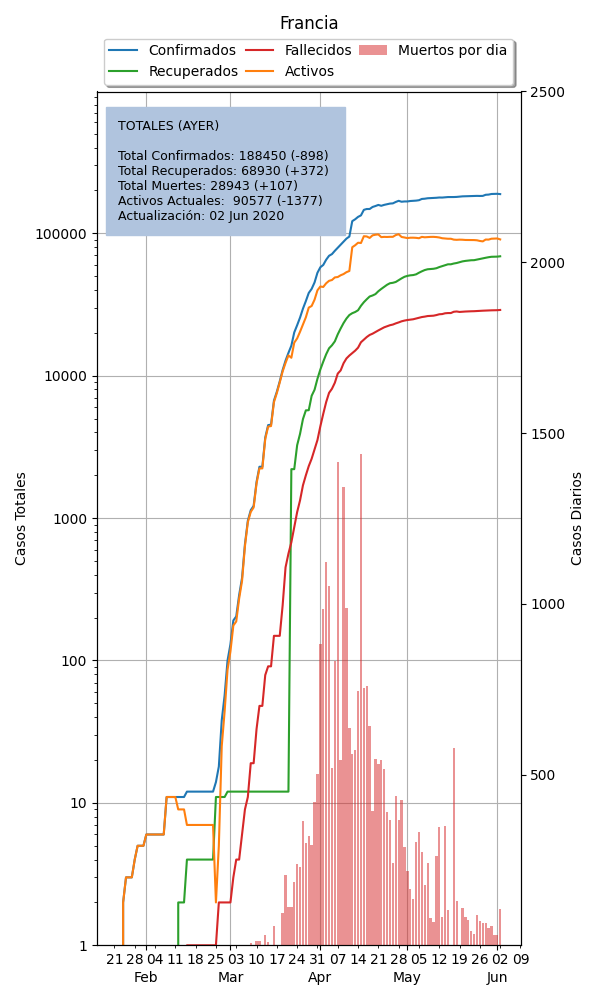 Francia
Confirmados
Recuperados
Fallecidos
Activos
Muertos por dia
TOTALES (AYER)
Total Confirmados: 188450 (-898)
Total Recuperados: 68930 (+372)
Total Muertes: 28943 (+107)
Activos Actuales:  90577 (-1377)
Actualización: 02 Jun 2020
100000
10000
1000
100
10
1
Casos Totales
2500
2000
1500
1000
500
Casos Diarios
21 28 04 11 18 25 03 10 17 24 31 07 14 21 28 05 12 19 26 02 09
Feb Mar Apr May Jun